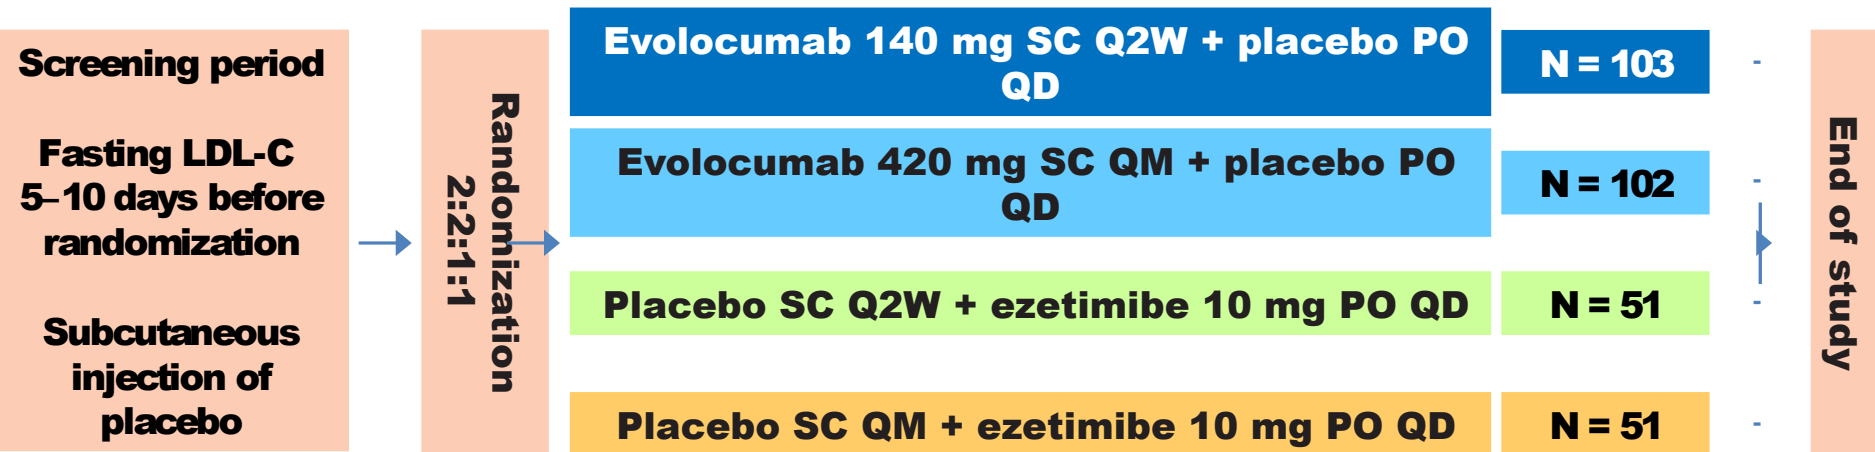 Screening period
Fasting LDL-C
5–10 days before
randomization
Subcutaneous
injection of
placebo
Randomization
2:2:1:1
Evolocumab 140 mg SC Q2W + placebo PO
QD
N = 103
Evolocumab 420 mg SC QM + placebo PO
QD
N = 102
Placebo SC Q2W + ezetimibe 10 mg PO QD
N = 51
Placebo SC QM + ezetimibe 10 mg PO QD
N = 51
End of study